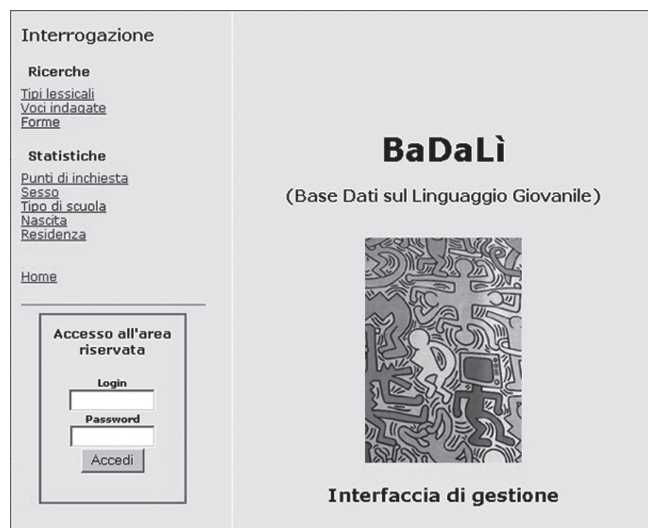 Interrogazione
Ricerche
Tipi lessicali
Voci indagate
Forme
Statistiche
Punti di inchiesta
Sesso
Tipo di scuola
Nascita
Residenza
Home
Accesso all'area
riservata
Login
Password
Accedi
BaDaLì
(Base Dati sul Linguaggio Giovanile)
Interfaccia di gestione